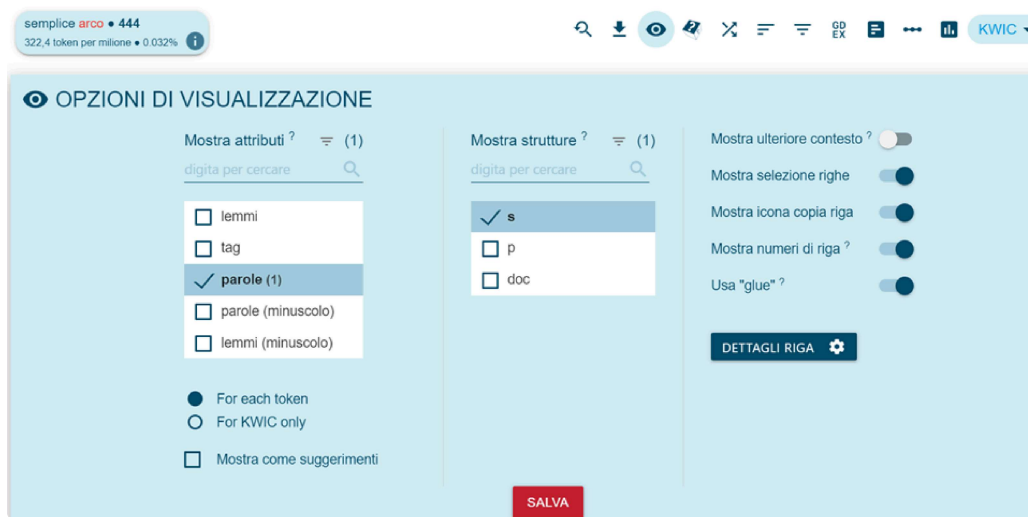 semplice arco • 444
322,4 token per milione • 0.032% i
GD
EX
KWIC
OPZIONI DI VISUALIZZAZIONE
Mostra attributi ? (1)
digita per cercare
lemmi
tag
parole (1)
parole (minuscolo)
lemmi (minuscolo)
For each token
For KWIC only
Mostra come suggerimenti
Mostra strutture ? (1)
digita per cercare
s
p
doc
Mostra ulteriore contesto ?
Mostra selezione righe
Mostra icona copia riga
Mostra numeri di riga ?
Usa "glue" ?
DETTAGLI RIGA
SALVA